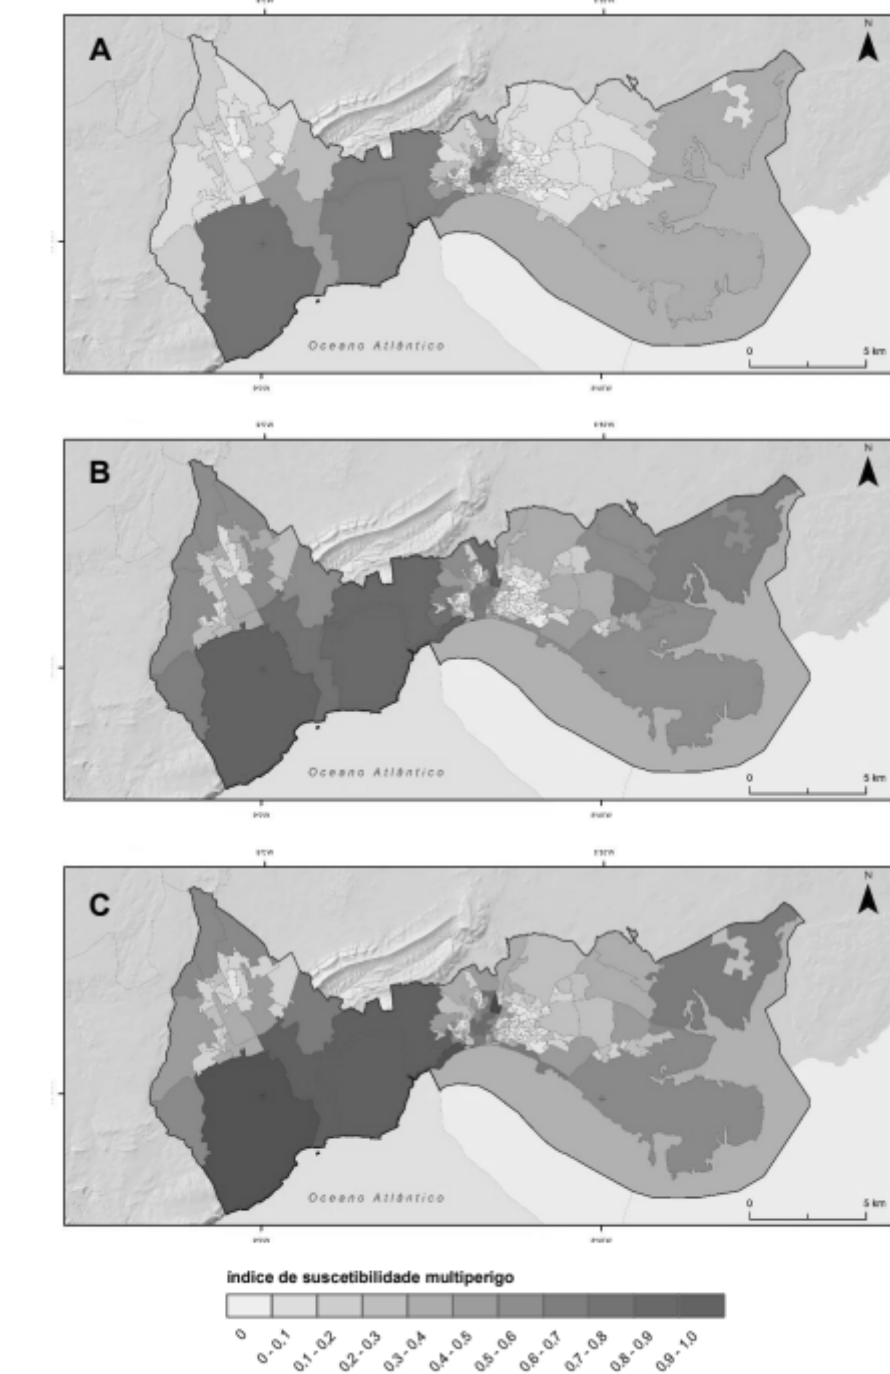 A
N
Oceano Atlântico
0 5 km
B
N
Oceano Atlântico
0 5 km
C
N
Oceano Atlântico
0 5 km
índice de suscetibilidade multiperigo
0
0 - 0,1
0,1 - 0,2
0,2 - 0,3
0,3 - 0,4
0,4 - 0,5
0,5 - 0,6
0,6 - 0,7
0,7 - 0,8
0,8 - 0,9
0,9 - 1,0